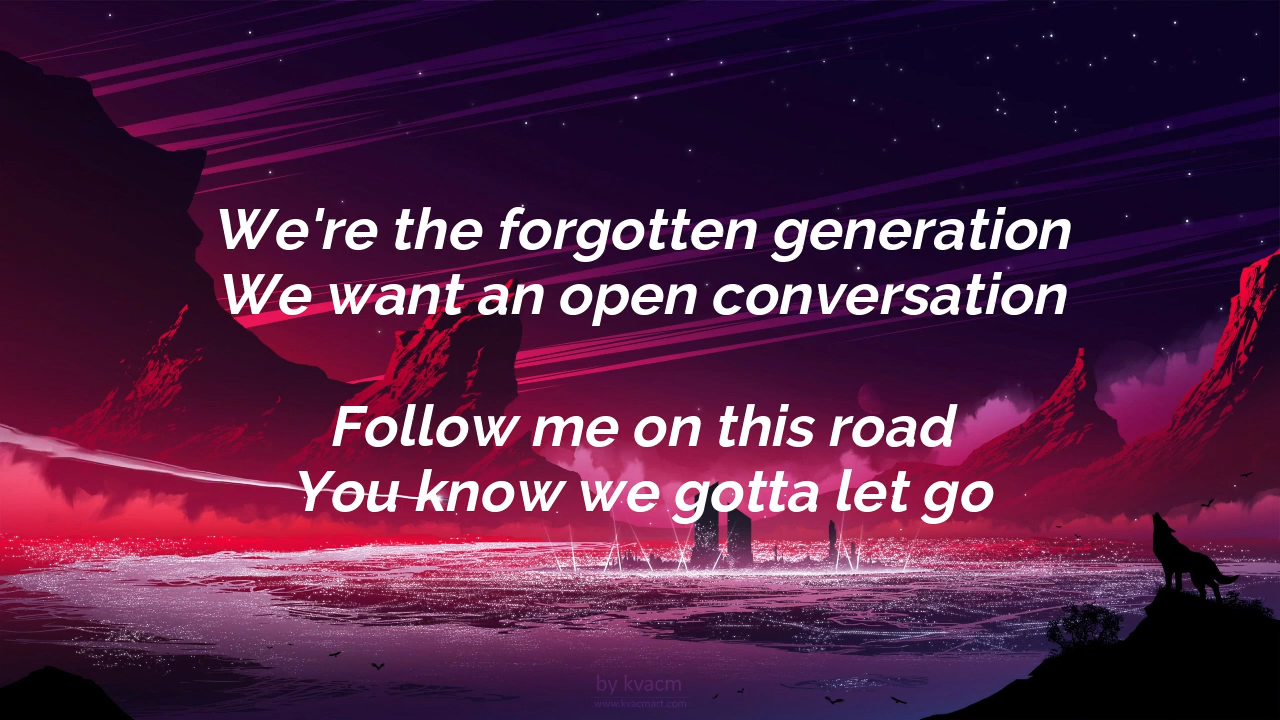 We're the forgotten generation
We want an open conversation
Follow me on this road
You know we gotta let go
by kvacm
www.kvacmart.com